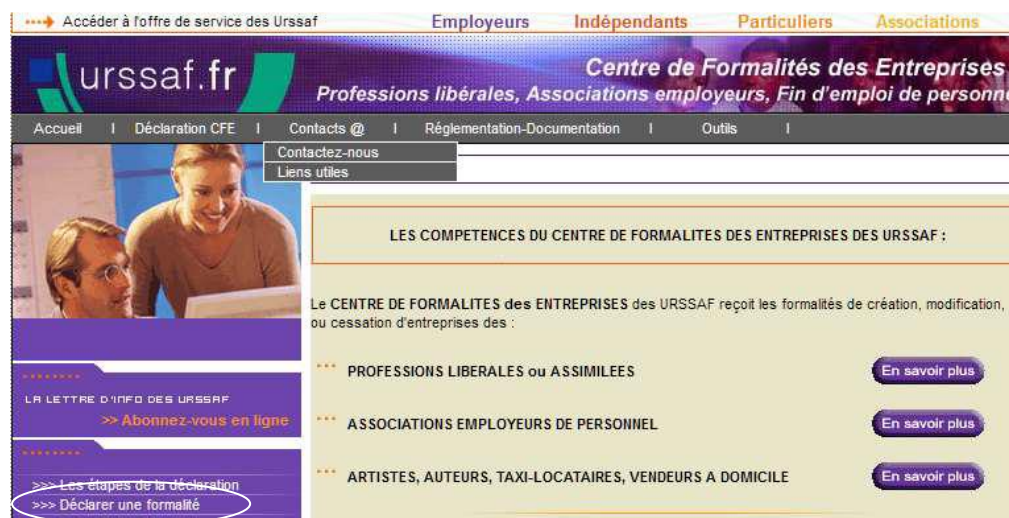 Accéder à l'offre de service des Urssaf Employeurs Indépendants Particuliers Associations
urssaf.fr
Centre de Formalités des Entreprises
Professions libérales, Associations employeurs, Fin d'emploi de personne
Accueil I Déclaration CFE I Contacts @ I Réglementation-Documentation I Outils I
Contactez-nous
Liens utiles
LES COMPETENCES DU CENTRE DE FORMALITES DES ENTREPRISES DES URSSAF :
Le CENTRE DE FORMALITES des ENTREPRISES des URSSAF reçoit les formalités de création, modification,
ou cessation d'entreprises des :
PROFESSIONS LIBERALES ou ASSIMILEES En savoir plus
ASSOCIATIONS EMPLOYEURS DE PERSONNEL En savoir plus
ARTISTES, AUTEURS, TAXI-LOCATAIRES, VENDEURS A DOMICILE En savoir plus
LA LETTRE D'INFO DES URSSAF
>> Abonnez-vous en ligne
>>> Les étapes de la déclaration
>>> Déclarer une formalité